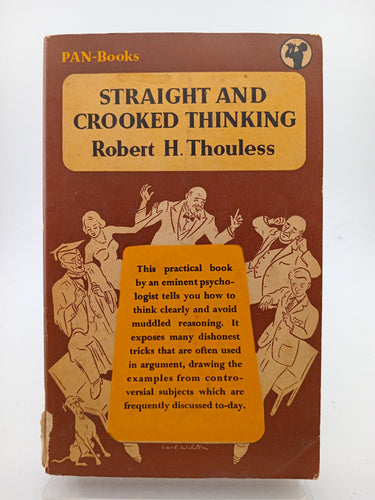 PAN-Books
STRAIGHT AND
CROOKED THINKING
Robert H. Thouless
This practical book
by an eminent psycho-
logist tells you how to
think clearly and avoid
muddled reasoning. It
exposes many dishonest
tricks that are often used
in argument, drawing the
examples from contro-
versial subjects which are
frequently discussed to-day.